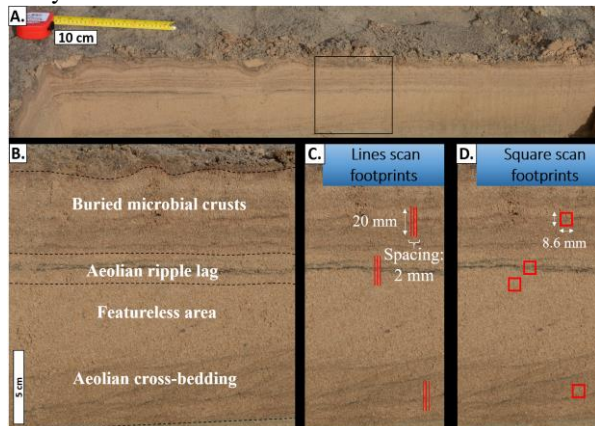 A.
10 cm
B.
Buried microbial crusts
Aeolian ripple lag
Featureless area
Aeolian cross-bedding
5 cm
C.
Lines scan
footprints
20 mm
Spacing:
2 mm
D.
Square scan
footprints
8.6 mm